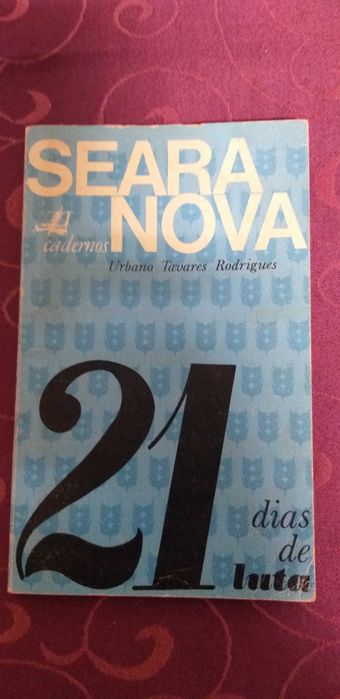 SEARA
NOVA
cadernos
Urbano Tavares Rodrigues
21
dias
de
luta